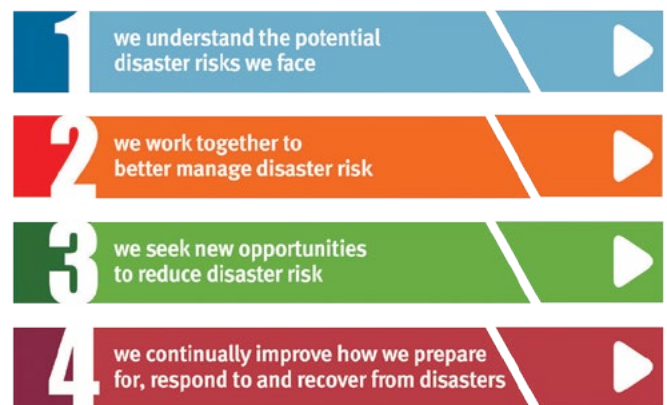 1
we understand the potential
disaster risks we face
2
we work together to
better manage disaster risk
3
we seek new opportunities
to reduce disaster risk
4
we continually improve how we prepare
for, respond to and recover from disasters